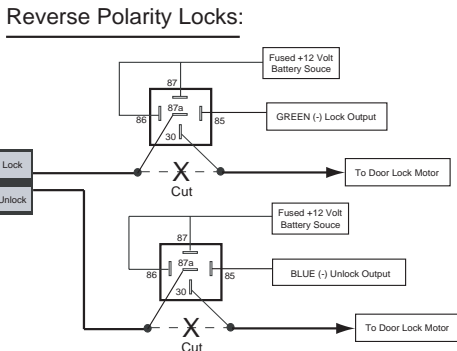 Reverse Polarity Locks:
Fused +12 Volt
Battery Souce
87
87a
86
85
30
GREEN (-) Lock Output
Lock
X
Cut
To Door Lock Motor
Unlock
Fused +12 Volt
Battery Souce
87
87a
86
85
30
BLUE (-) Unlock Output
X
Cut
To Door Lock Motor